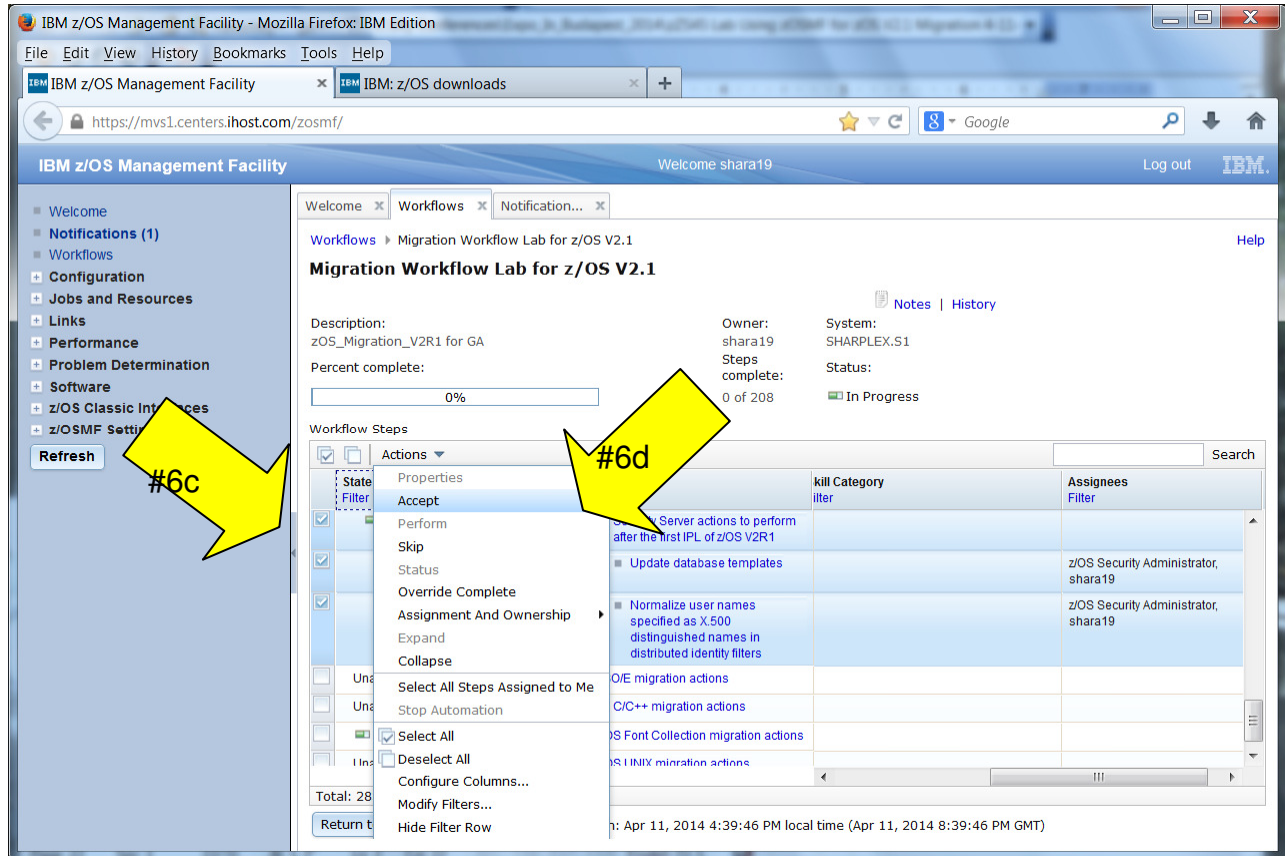 IBM z/OS Management Facility - Mozilla Firefox: IBM Edition
File Edit View History Bookmarks Tools Help
IBM IBM z/OS Management Facility × IBM IBM: z/OS downloads × +
https://mvs1.centers.ihost.com/zosmf/ 8 Google
IBM z/OS Management Facility Welcome shara19 Log out IBM.
Welcome
Notifications (1)
Workflows
Configuration
Jobs and Resources
Links
Performance
Problem Determination
Software
z/OS Classic Int ces
z/OSMF Setti
Refresh
Welcome × Workflows × Notification... ×
Workflows Migration Workflow Lab for z/OS V2.1 Help
Migration Workflow Lab for z/OS V2.1
Notes | History
Description: Owner: System:
zOS_Migration_V2R1 for GA shara19 SHARPLEX.S1
Percent complete: Steps complete: Status:
0% 0 of 208 In Progress
Workflow Steps
#6c
#6d
Actions Search
State kill Category Assignees
Filter ilter Filter
Properties
Accept
Perform
Skip
Status
Override Complete
Assignment And Ownership
Expand
Collapse
Select All Steps Assigned to Me
Stop Automation
Select All
Deselect All
Configure Columns...
Modify Filters...
Hide Filter Row
Server actions to perform
after the first IPL of z/OS V2R1
Update database templates z/OS Security Administrator,
shara19
Normalize user names z/OS Security Administrator,
specified as X.500 shara19
distinguished names in
distributed identity filters
Una O/E migration actions
Una C/C++ migration actions
OS Font Collection migration actions
Una OS UNIX migration actions
Total: 28
Return t : Apr 11, 2014 4:39:46 PM local time (Apr 11, 2014 8:39:46 PM GMT)